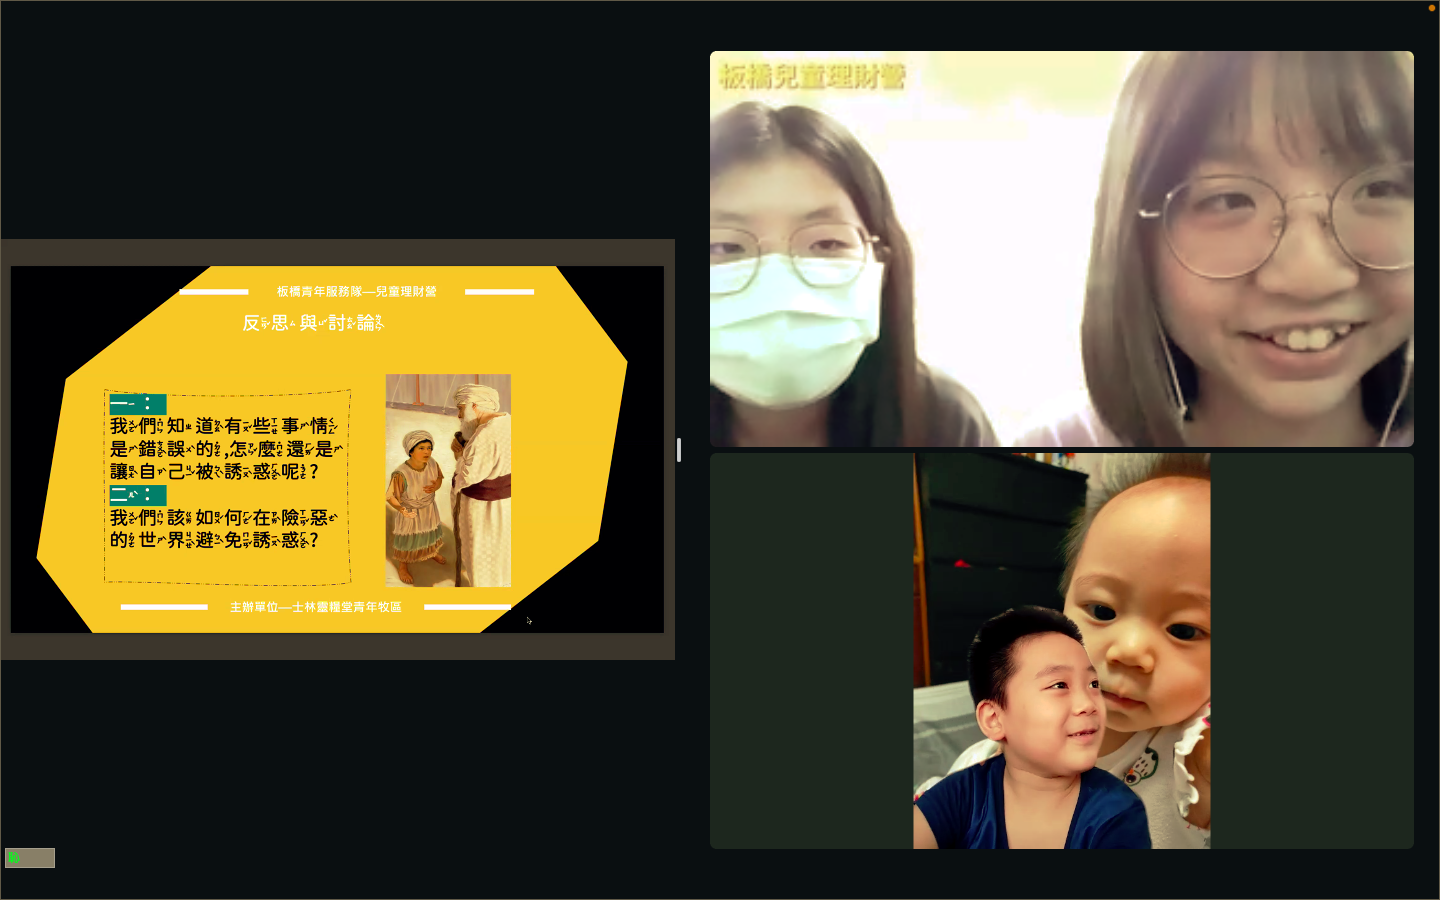 板橋青年服務隊—兒童理財營
反思與討論
一：
我們知道有些事情
是錯誤的,怎麼還是
讓自己被誘惑呢?
二：
我們該如何在險惡
的世界避免誘惑?
主辦單位—士林靈糧堂青年牧區
板橋兒童理財營